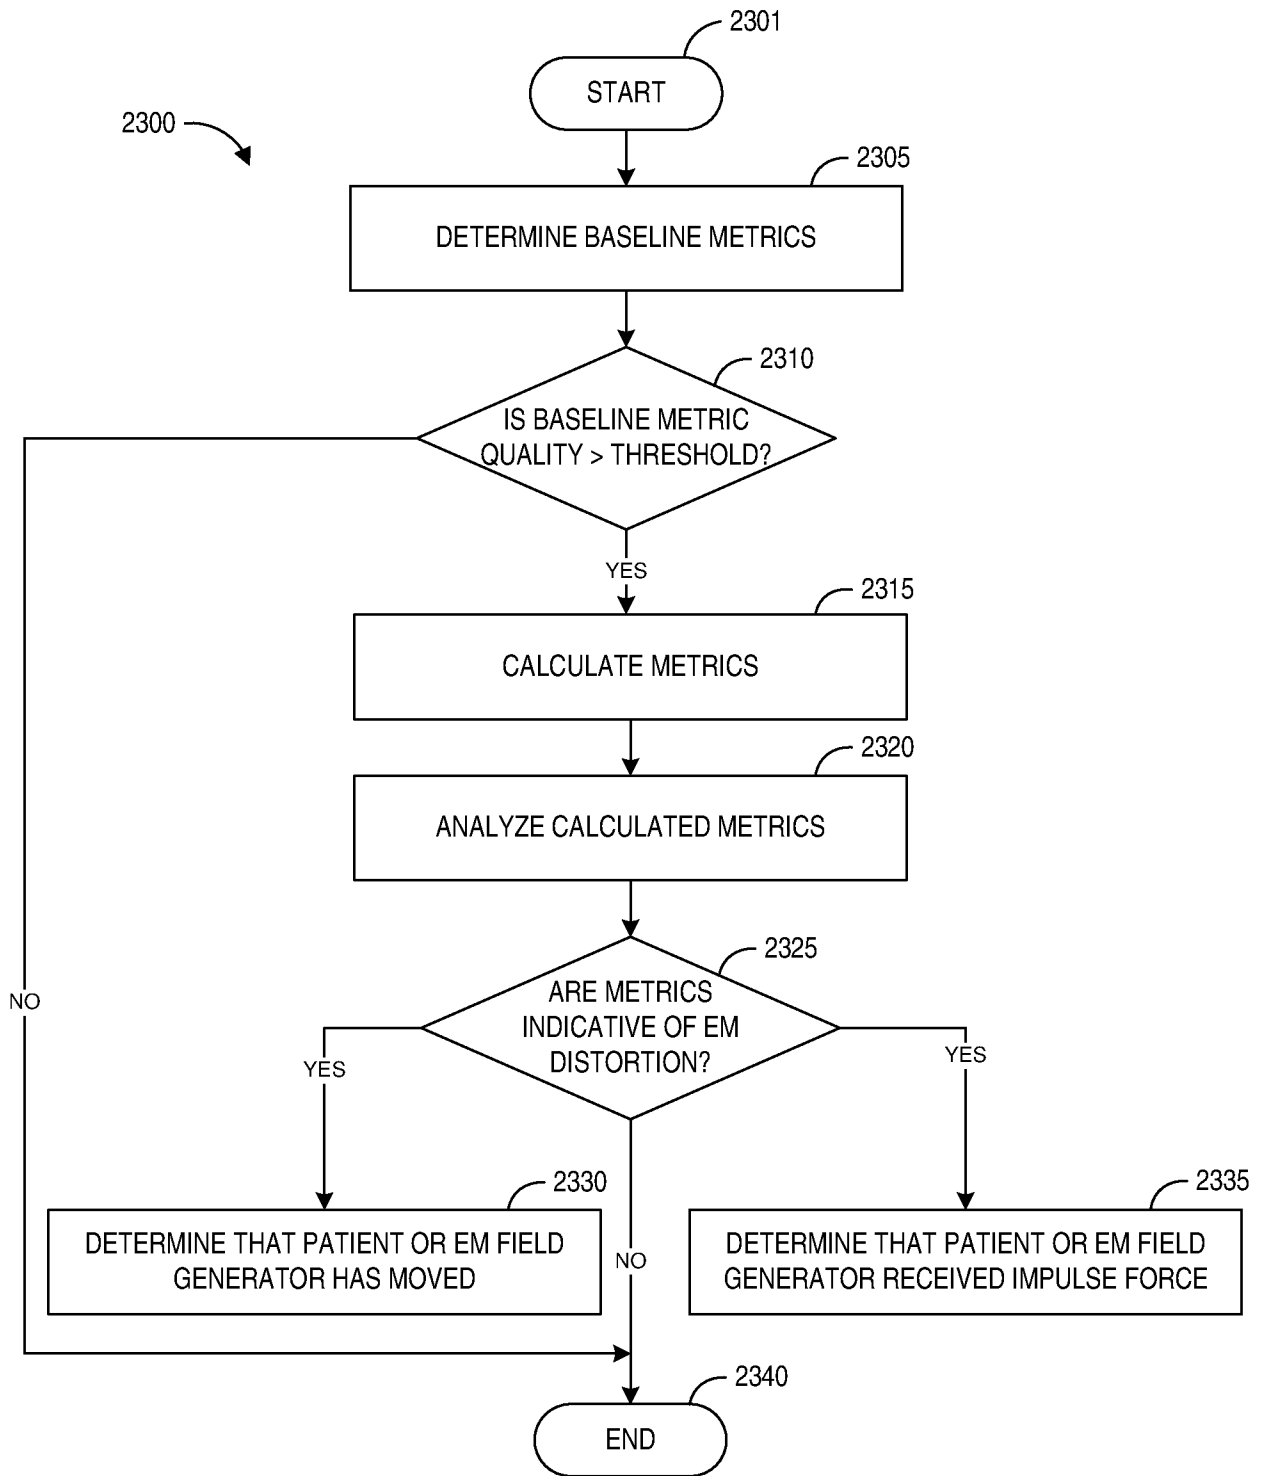 2301
START
2300
2305
DETERMINE BASELINE METRICS
2310
IS BASELINE METRIC
QUALITY > THRESHOLD?
YES
2315
CALCULATE METRICS
2320
ANALYZE CALCULATED METRICS
2325
ARE METRICS
INDICATIVE OF EM
DISTORTION?
NO
YES
YES
2330
DETERMINE THAT PATIENT OR EM FIELD
GENERATOR HAS MOVED
NO
2335
DETERMINE THAT PATIENT OR EM FIELD
GENERATOR RECEIVED IMPULSE FORCE
2340
END